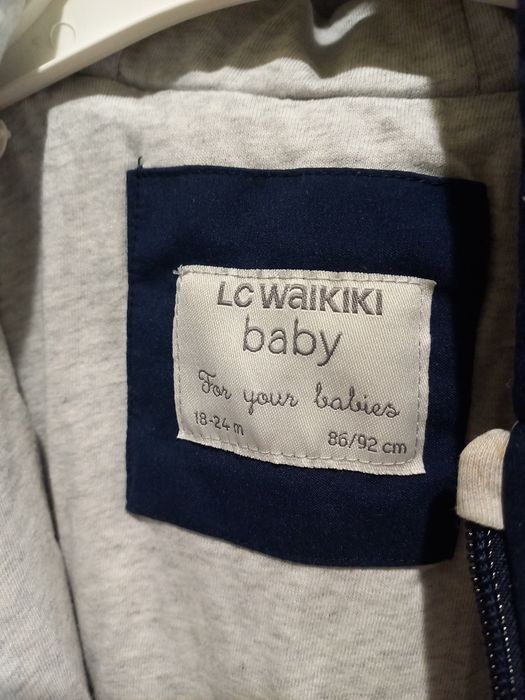 LC WAIKIKI
baby
For your babies
18-24 m
86/92 cm